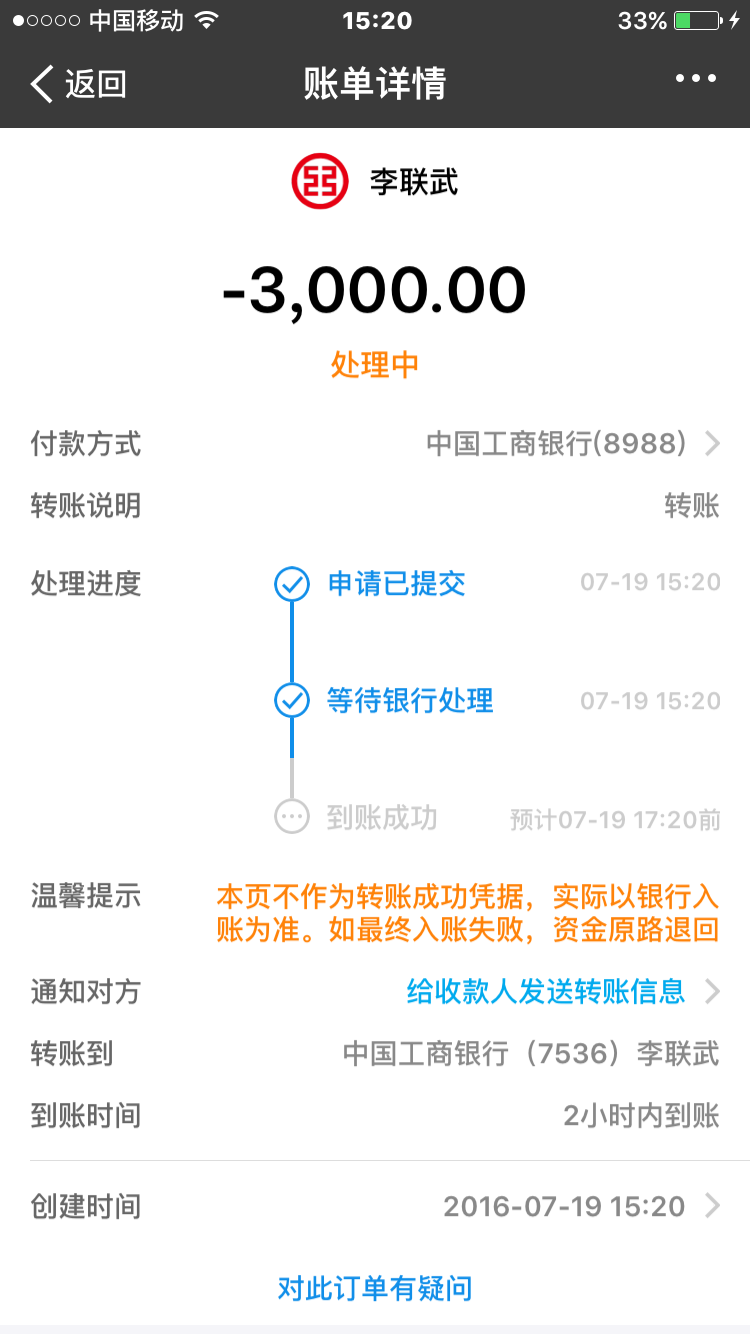 中国移动 15:20 33%
返回 账单详情
李联武
-3,000.00
处理中
付款方式 中国工商银行(8988)
转账说明 转账
处理进度 申请已提交 07-19 15:20
等待银行处理 07-19 15:20
到账成功 预计07-19 17:20前
温馨提示 本页不作为转账成功凭据，实际以银行入
账为准。如最终入账失败，资金原路退回
通知对方 给收款人发送转账信息
转账到 中国工商银行（7536）李联武
到账时间 2小时内到账
创建时间 2016-07-19 15:20
对此订单有疑问